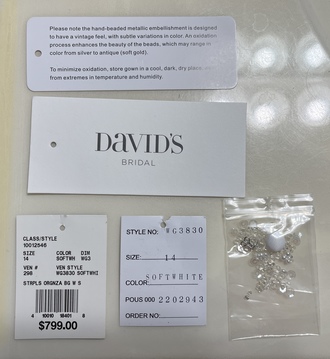 Please note the hand-beaded metallic embellishment is designed
to have a vintage feel, with subtle variations in color. An oxidation
process enhances the beauty of the beads, which may range in
color from silver to antique (soft gold).
To minimize oxidation, store gown in a cool, dark, dry place
from extremes in temperature and humidity.
DAVID'S
BRIDAL
CLASS/STYLE
10012546
SIZE COLOR DIM
14 SOFTWH WG3
VEN # VEN STYLE
298 WG3830 SOFTWHI
STRPLS ORGNZA BG W S
4 10010 18401 8
$799.00
STYLE NO: WG3830
SIZE: 14
SOFTWHITE
COLOR:
POUS 000 2202943
ORDER NO: